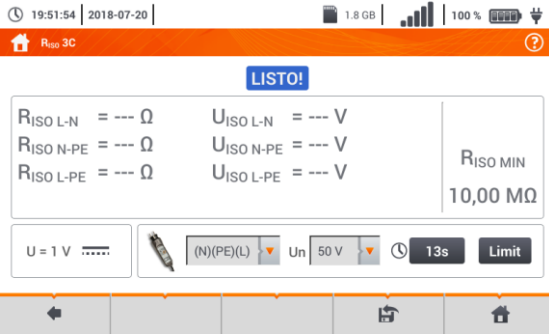 19:51:54 2018-07-20 1.8 GB 100 %
RISO 3C ?
LISTO!
RISO L-N = --- Ω UISO L-N = --- V
RISO N-PE = --- Ω UISO N-PE = --- V
RISO L-PE = --- Ω UISO L-PE = --- V
RISO MIN
10,00 MΩ
U = 1 V (N)(PE)(L) Un 50 V 13s Limit